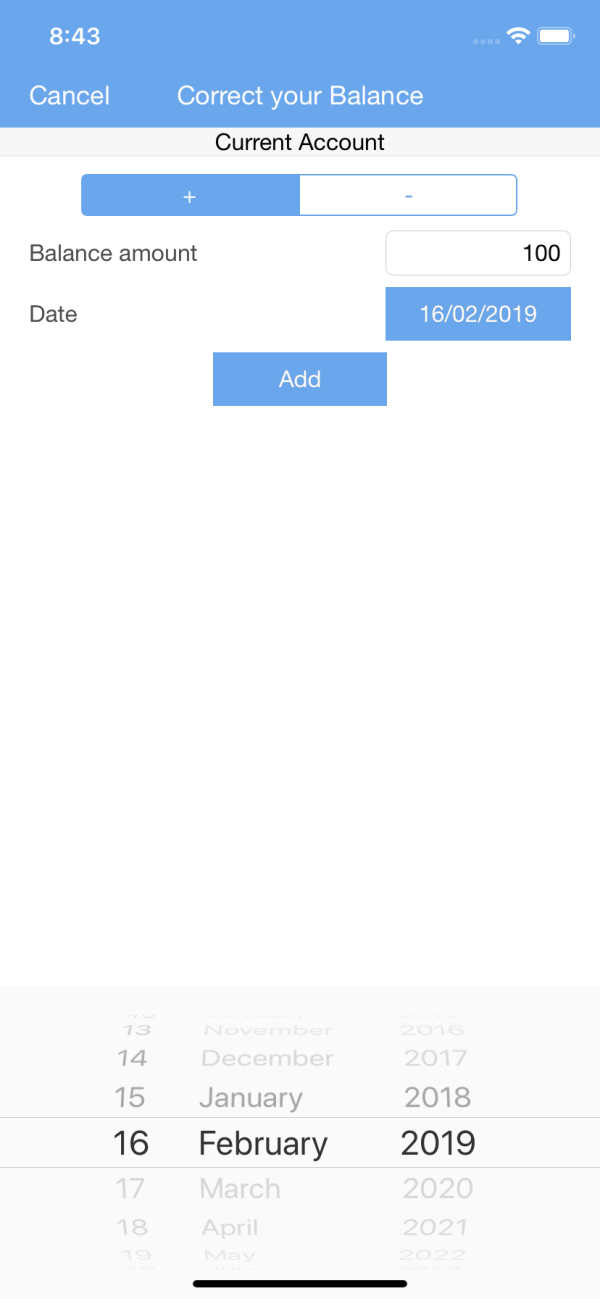 8:43
Cancel Correct your Balance
Current Account
+ -
Balance amount 100
Date 16/02/2019
Add
13 November 2016
14 December 2017
15 January 2018
16 February 2019
17 March 2020
18 April 2021
19 May 2022